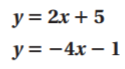 y = 2x + 5
y = −4x − 1